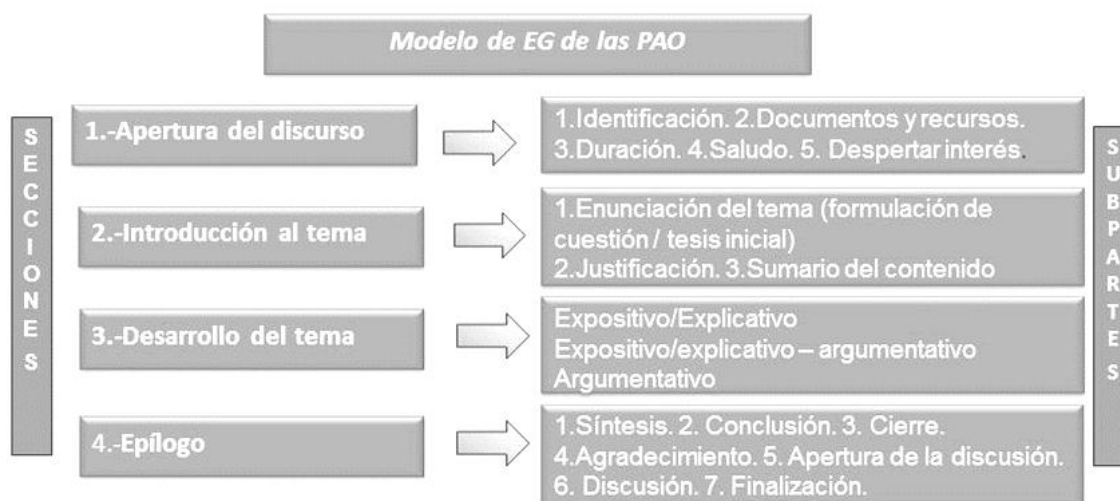 Modelo de EG de las PAO
SECCIONES
1.-Apertura del discurso
1.Identificación. 2.Documentos y recursos.
3.Duración. 4.Saludo. 5. Despertar interés.
2.-Introducción al tema
1.Enunciación del tema (formulación de
cuestión / tesis inicial)
2.Justificación. 3.Sumario del contenido
3.-Desarrollo del tema
Expositivo/Explicativo
Expositivo/explicativo – argumentativo
Argumentativo
4.-Epílogo
1.Síntesis. 2. Conclusión. 3. Cierre.
4.Agradecimiento. 5. Apertura de la discusión.
6. Discusión. 7. Finalización.
SUBPARTES